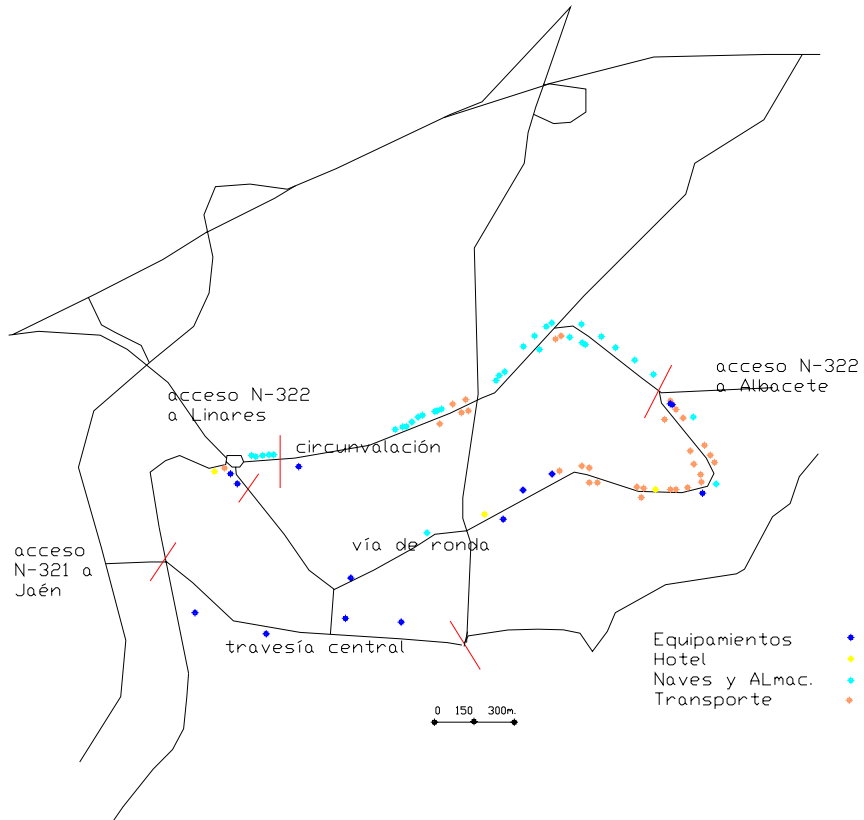 acceso N-322
a Albacete
acceso N-322
a Linares
circunvalación
vía de ronda
acceso
N-321 a
Jaén
travesía central
Equipamientos
Hotel
Naves y ALmac.
Transporte
0 150 300m.